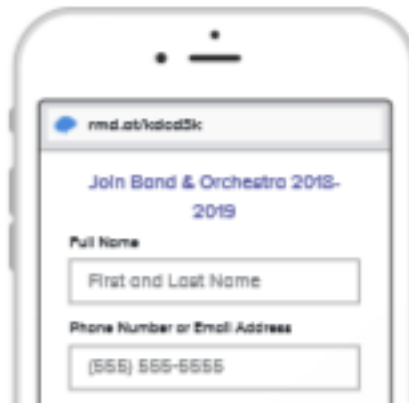 rmd.at/kdcd5k
Join Band & Orchestra 2018-
2019
Full Name
First and Last Name
Phone Number or Email Address
(555) 555-5555